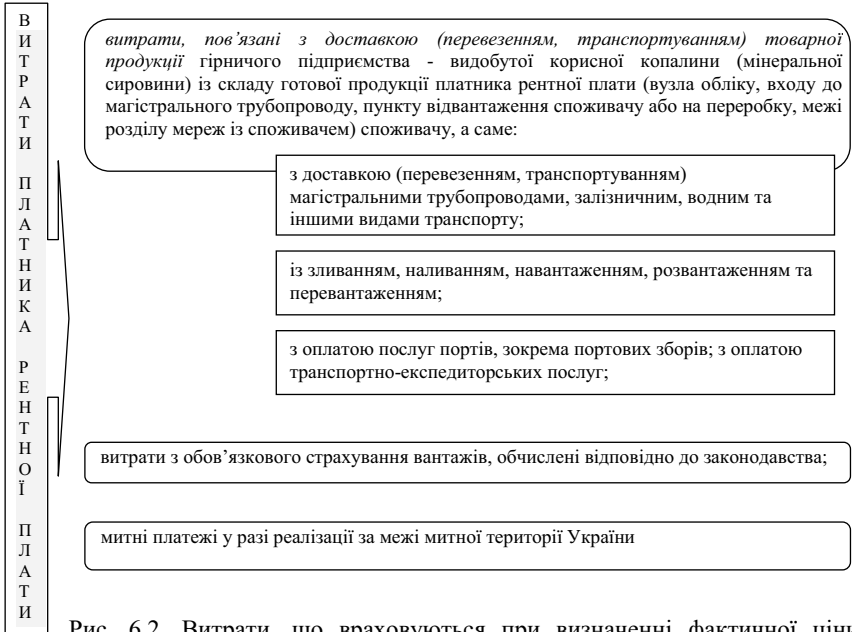 ВИТРАТИ ПЛАТНИКА РЕНТНОЇ ПЛАТИ
витрати, пов’язані з доставкою (перевезенням, транспортуванням) товарної
продукції гірничого підприємства - видобутої корисної копалини (мінеральної
сировини) із складу готової продукції платника рентної плати (вузла обліку, входу до
магістрального трубопроводу, пункту відвантаження споживачу або на переробку, межі
розділу мереж із споживачем) споживачу, а саме:
з доставкою (перевезенням, транспортуванням)
магістральними трубопроводами, залізничним, водним та
іншими видами транспорту;
із зливанням, наливанням, навантаженням, розвантаженням та
перевантаженням;
з оплатою послуг портів, зокрема портових зборів; з оплатою
транспортно-експедиторських послуг;
витрати з обов’язкового страхування вантажів, обчислені відповідно до законодавства;
митні платежі у разі реалізації за межі митної території України
Рис. 6.2. Витрати, що враховуються при визначенні фактичної ціни